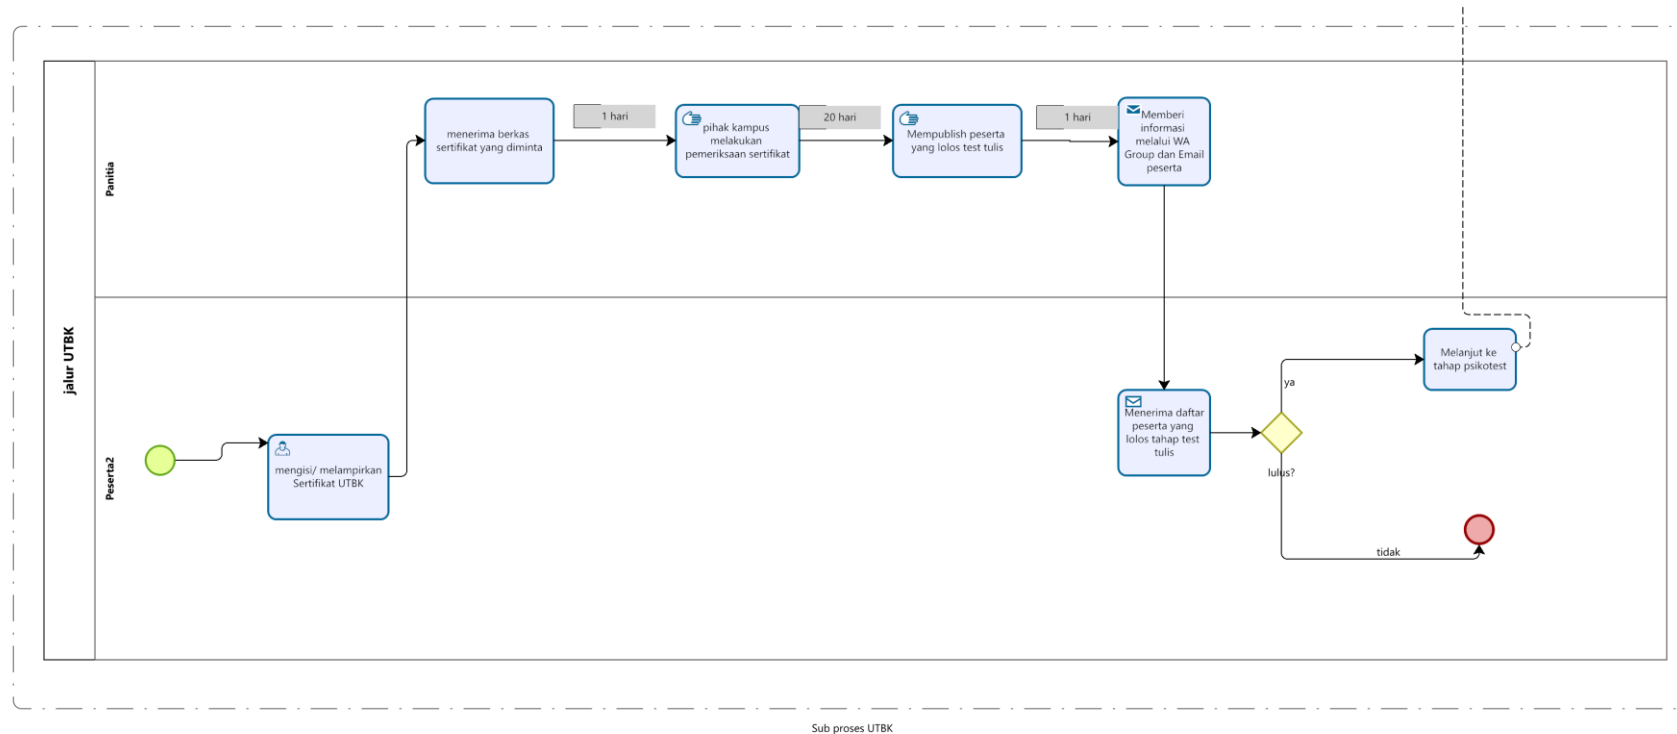 jalur UTBK
Panitia
menerima berkas
sertifikat yang diminta
1 hari
pihak kampus
melakukan
pemeriksaan sertifikat
20 hari
Mempublish peserta
yang lolos test tulis
1 hari
Memberi
informasi
melalui WA
Group dan Email
peserta
Peserta2
mengisi/ melampirkan
Sertifikat UTBK
Menerima daftar
peserta yang
lolos tahap test
tulis
lulus?
ya
Melanjut ke
tahap psikotest
tidak
Sub proses UTBK